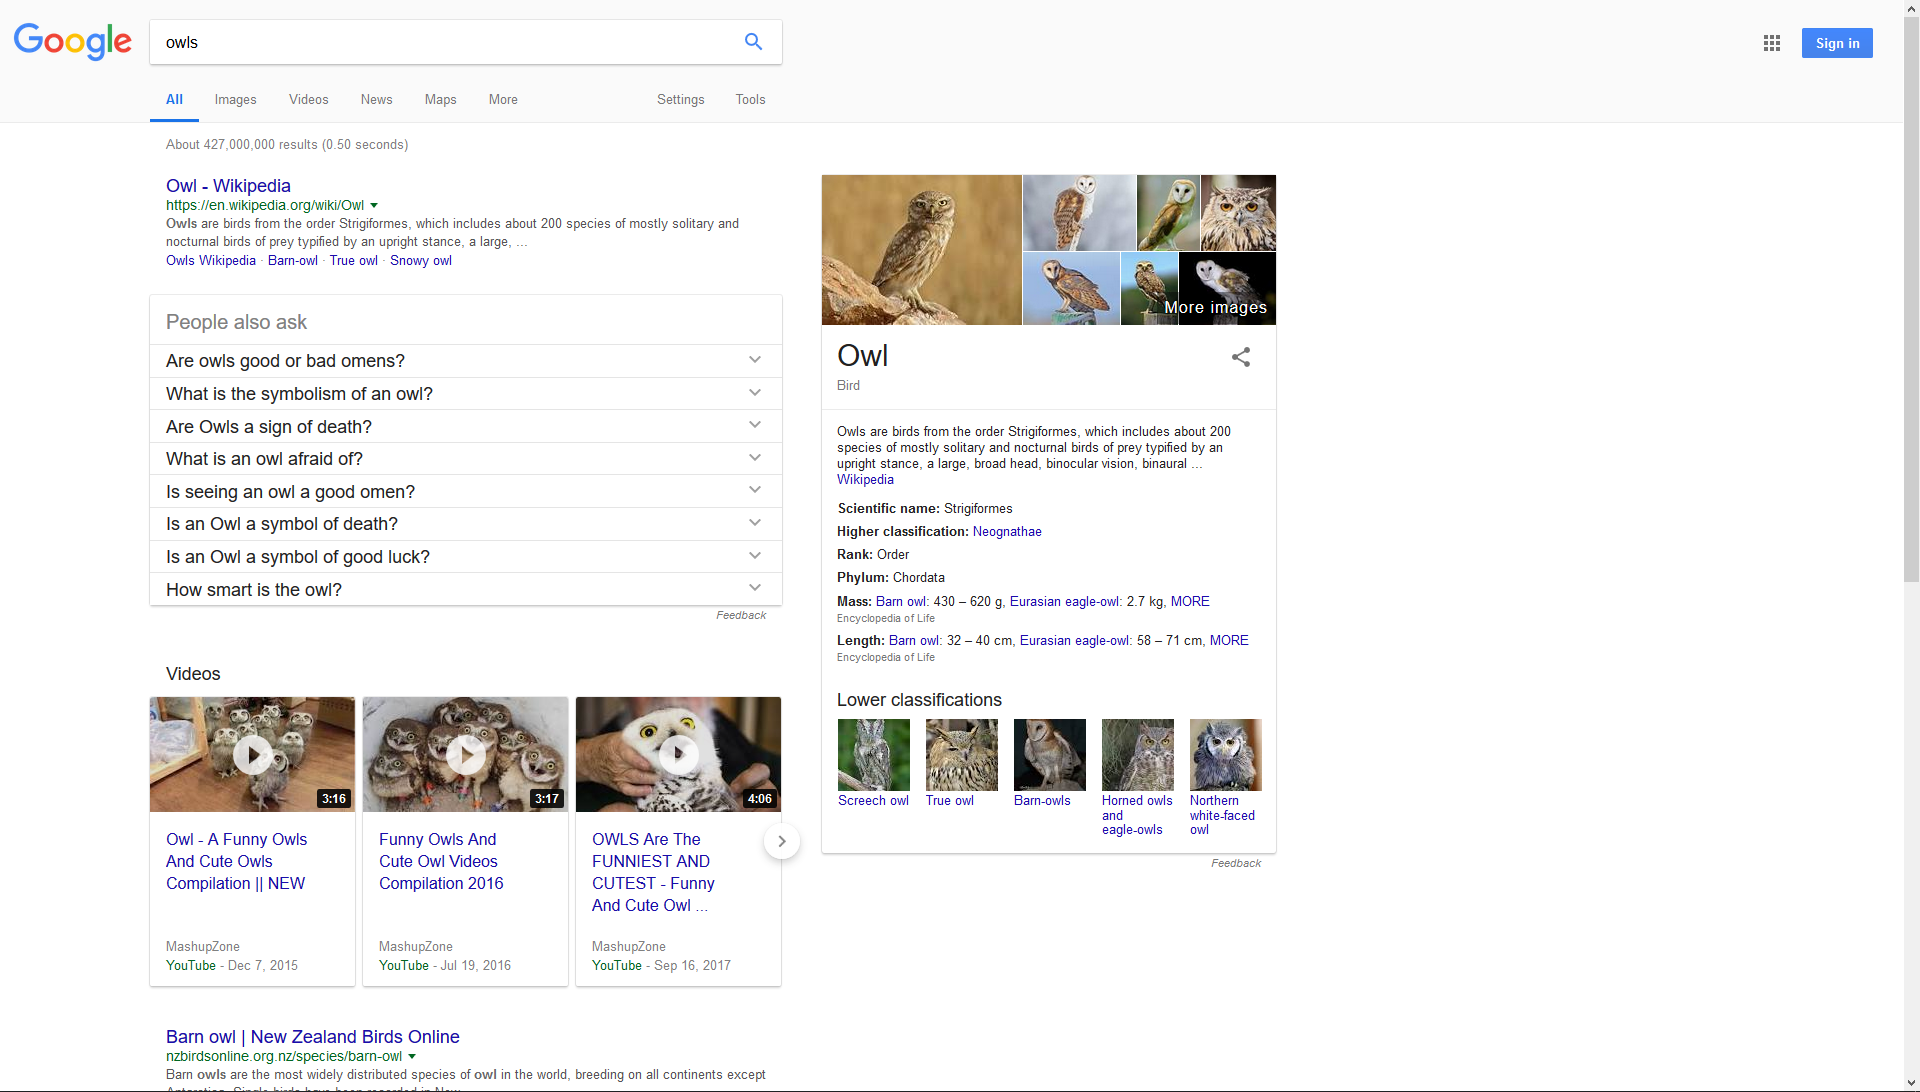 Google
owls
Sign in
All Images Videos News Maps More Settings Tools
About 427,000,000 results (0.50 seconds)
Owl - Wikipedia
https://en.wikipedia.org/wiki/Owl
Owls are birds from the order Strigiformes, which includes about 200 species of mostly solitary and
nocturnal birds of prey typified by an upright stance, a large, ...
Owls Wikipedia · Barn-owl · True owl · Snowy owl
People also ask
Are owls good or bad omens?
What is the symbolism of an owl?
Are Owls a sign of death?
What is an owl afraid of?
Is seeing an owl a good omen?
Is an Owl a symbol of death?
Is an Owl a symbol of good luck?
How smart is the owl?
Feedback
Videos
3:16
Owl - A Funny Owls
And Cute Owls
Compilation || NEW
MashupZone
YouTube - Dec 7, 2015
3:17
Funny Owls And
Cute Owl Videos
Compilation 2016
MashupZone
YouTube - Jul 19, 2016
4:06
OWLS Are The
FUNNIEST AND
CUTEST - Funny
And Cute Owl ...
MashupZone
YouTube - Sep 16, 2017
Barn owl | New Zealand Birds Online
nzbirdsonline.org.nz/species/barn-owl
Barn owls are the most widely distributed species of owl in the world, breeding on all continents except
More images
Owl
Bird
Owls are birds from the order Strigiformes, which includes about 200
species of mostly solitary and nocturnal birds of prey typified by an
upright stance, a large, broad head, binocular vision, binaural ...
Wikipedia
Scientific name: Strigiformes
Higher classification: Neognathae
Rank: Order
Phylum: Chordata
Mass: Barn owl: 430 – 620 g, Eurasian eagle-owl: 2.7 kg, MORE
Encyclopedia of Life
Length: Barn owl: 32 – 40 cm, Eurasian eagle-owl: 58 – 71 cm, MORE
Encyclopedia of Life
Lower classifications
Screech owl
True owl
Barn-owls
Horned owls
and
eagle-owls
Northern
white-faced
owl
Feedback